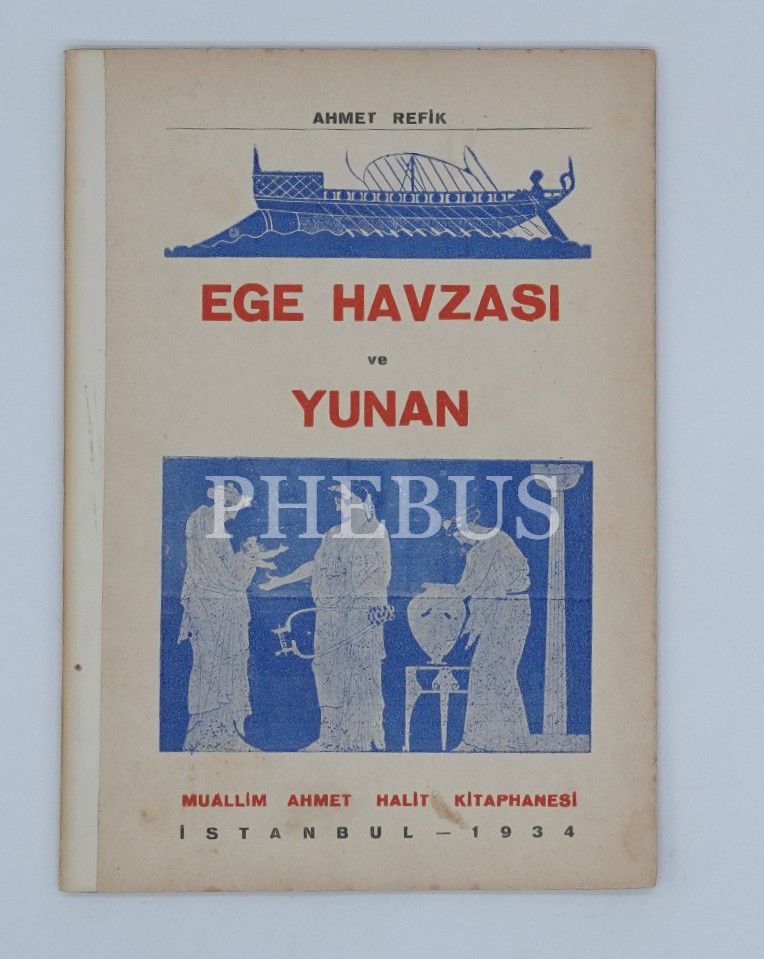 AHMET REFİK
EGE HAVZASI
ve
YUNAN
PHEBUS
MUALLİM AHMET HALİT KİTAPHANESİ
İSTANBUL — 1934